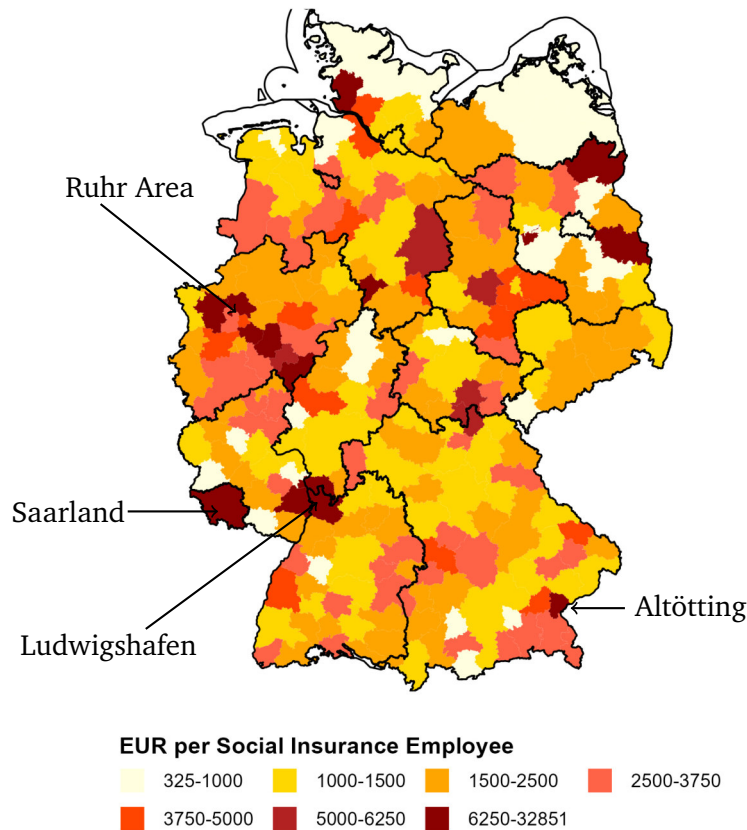 Ruhr Area
Saarland
Altötting
Ludwigshafen
EUR per Social Insurance Employee
325-1000 1000-1500 1500-2500 2500-3750
3750-5000 5000-6250 6250-32851